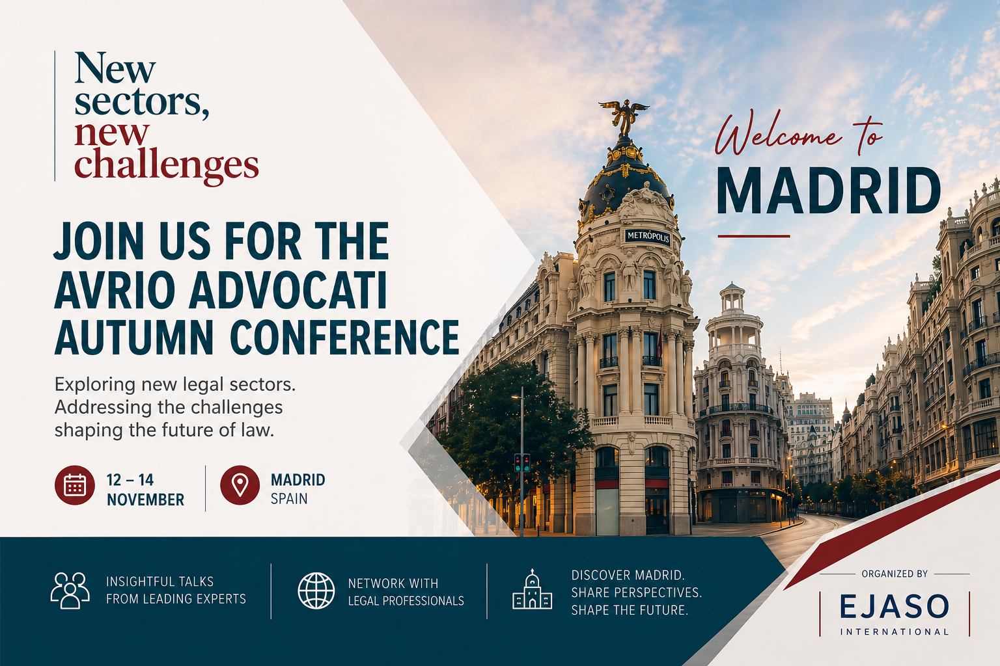 New
sectors,
new
challenges
JOIN US FOR THE
AVRIO ADVOCATI
AUTUMN CONFERENCE
Exploring new legal sectors.
Addressing the challenges
shaping the future of law.
12 – 14
NOVEMBER
MADRID
SPAIN
Welcome to
MADRID
METRÓPOLIS
INSIGHTFUL TALKS
FROM LEADING EXPERTS
NETWORK WITH
LEGAL PROFESSIONALS
DISCOVER MADRID.
SHARE PERSPECTIVES.
SHAPE THE FUTURE.
ORGANIZED BY
EJASO
INTERNATIONAL